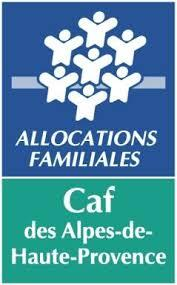 ALLOCATIONS
FAMILIALES
Caf
des Alpes-de-
Haute-Provence